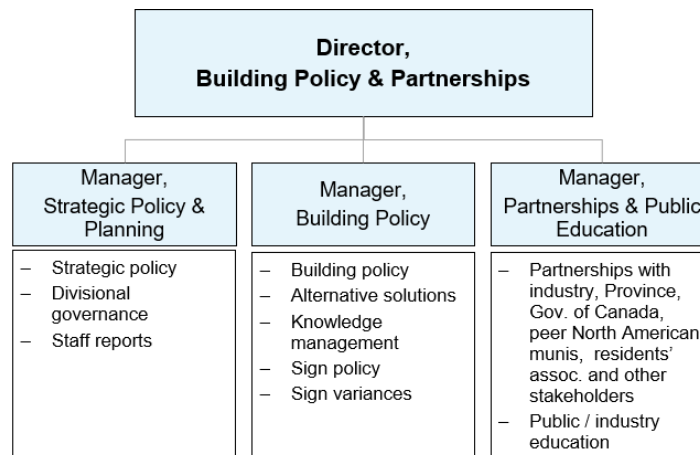 Director,
Building Policy & Partnerships
Manager,
Strategic Policy &
Planning
– Strategic policy
– Divisional
governance
– Staff reports
Manager,
Building Policy
– Building policy
– Alternative solutions
– Knowledge
management
– Sign policy
– Sign variances
Manager,
Partnerships & Public
Education
– Partnerships with
industry, Province,
Gov. of Canada,
peer North American
munis, residents’
assoc. and other
stakeholders
– Public / industry
education